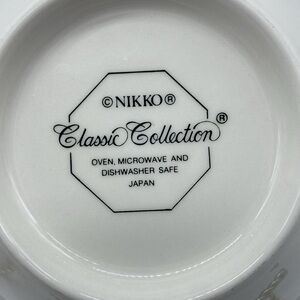 ©NIKKO®
Classic Collection®
OVEN, MICROWAVE AND
DISHWASHER SAFE
JAPAN